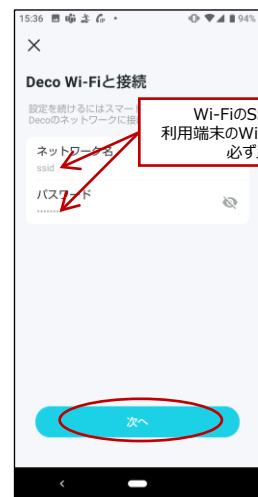 15:36
94%
Deco Wi-Fiと接続
設定を続けるにはスマート
Decoのネットワークに接
Wi-FiのS
利用端末のWi
必ず
ネットワーク名
ssid
パスワード
........
次へ